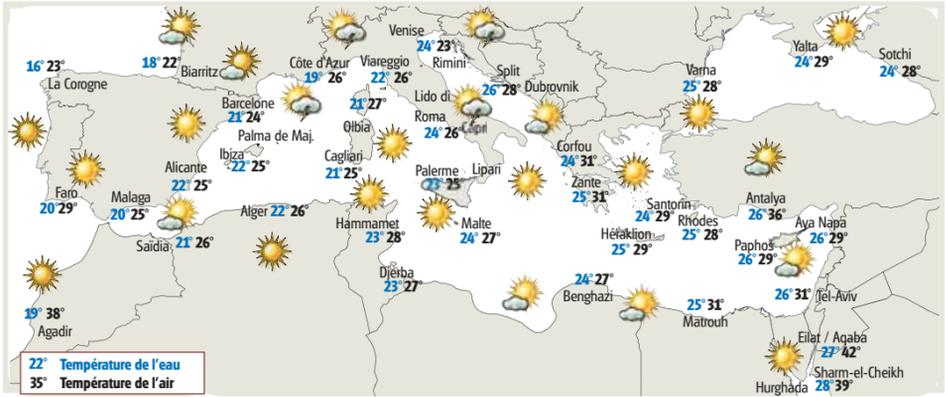 Venise
24° 23°
Rimini
Yalta
24° 29°
Sotchi
24° 28°
16° 23°
La Corogne
18° 22°
Biarritz
Côte d'Azur
19° 26°
Viareggio
22° 26°
Split
26° 28°
Dubrovnik
Varna
25° 28°
Barcelone
21° 24°
21° 27°
Olbia
Lido di
Roma
24° 26°
Capri
Palma de Maj.
Ibiza
22° 25°
Cagliari
21° 25°
Corfou
24° 31°
Alicante
22° 25°
Palerme
23° 25°
Lipari
Zante
25° 31°
Faro
20° 29°
Malaga
20° 25°
Alger 22° 26°
Santorin
24° 29°
Antalya
26° 36°
Saïdia 21° 26°
Hammamet
23° 28°
Malte
24° 27°
Héraklion
25° 29°
Rhodes
25° 28°
Aya Napa
26° 29°
Paphos
26° 29°
Djerba
23° 27°
24° 27°
Benghazi
25° 31°
Matrouh
26° 31°
Tel-Aviv
19° 38°
Agadir
Eilat / Aqaba
27° 42°
Sharm-el-Cheikh
28° 39°
Hurghada
22° Température de l'eau
35° Température de l'air